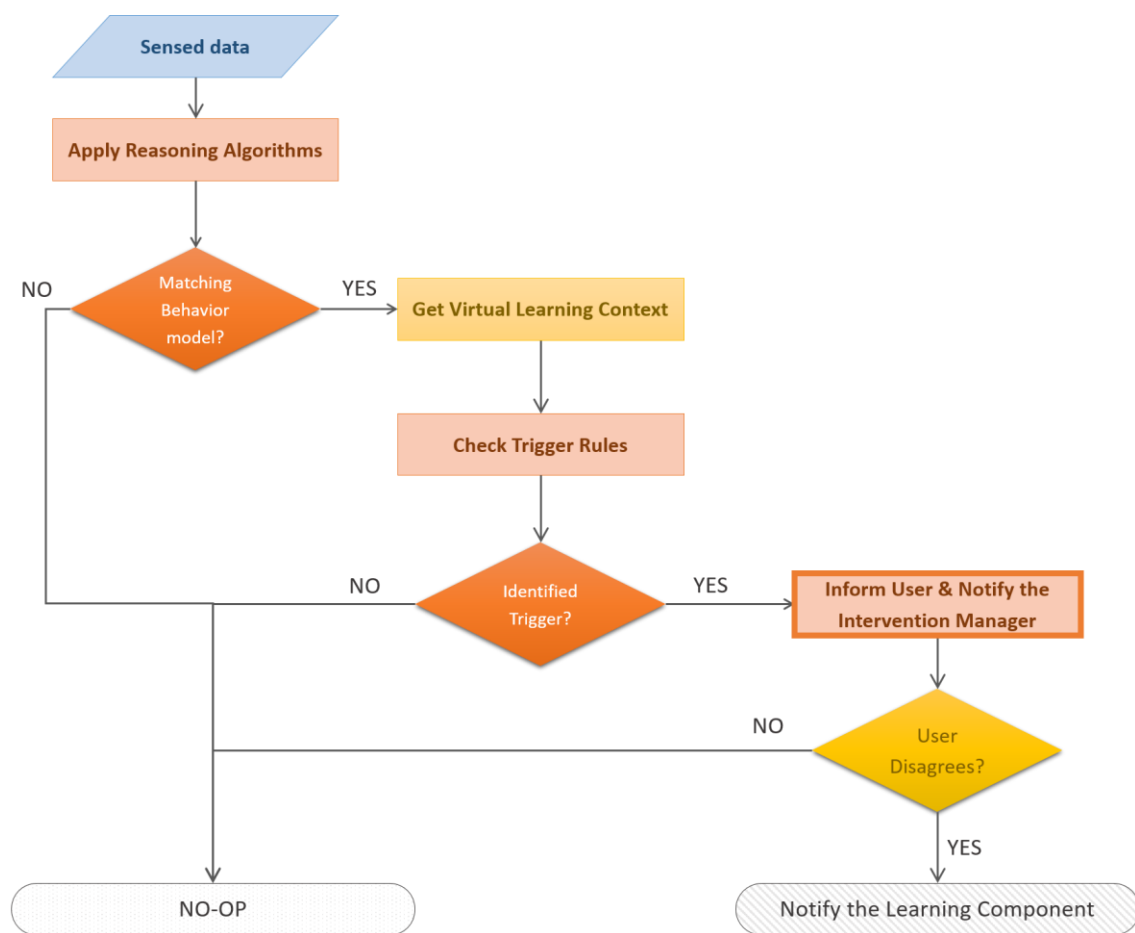 Sensed data
Apply Reasoning Algorithms
Matching
Behavior
model?
NO
YES
Get Virtual Learning Context
Check Trigger Rules
Identified
Trigger?
NO
YES
Inform User & Notify the
Intervention Manager
User
Disagrees?
NO
YES
NO-OP
Notify the Learning Component